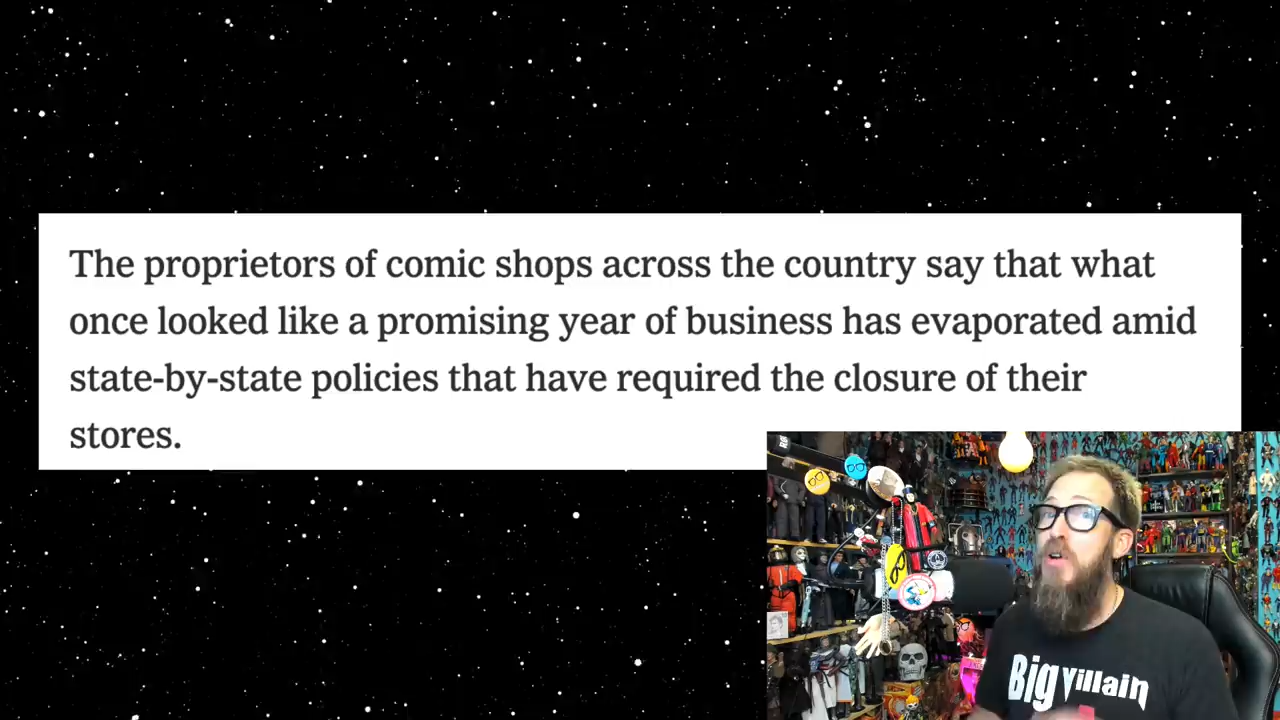 The proprietors of comic shops across the country say that what
once looked like a promising year of business has evaporated amid
state-by-state policies that have required the closure of their
stores.
Big Villain